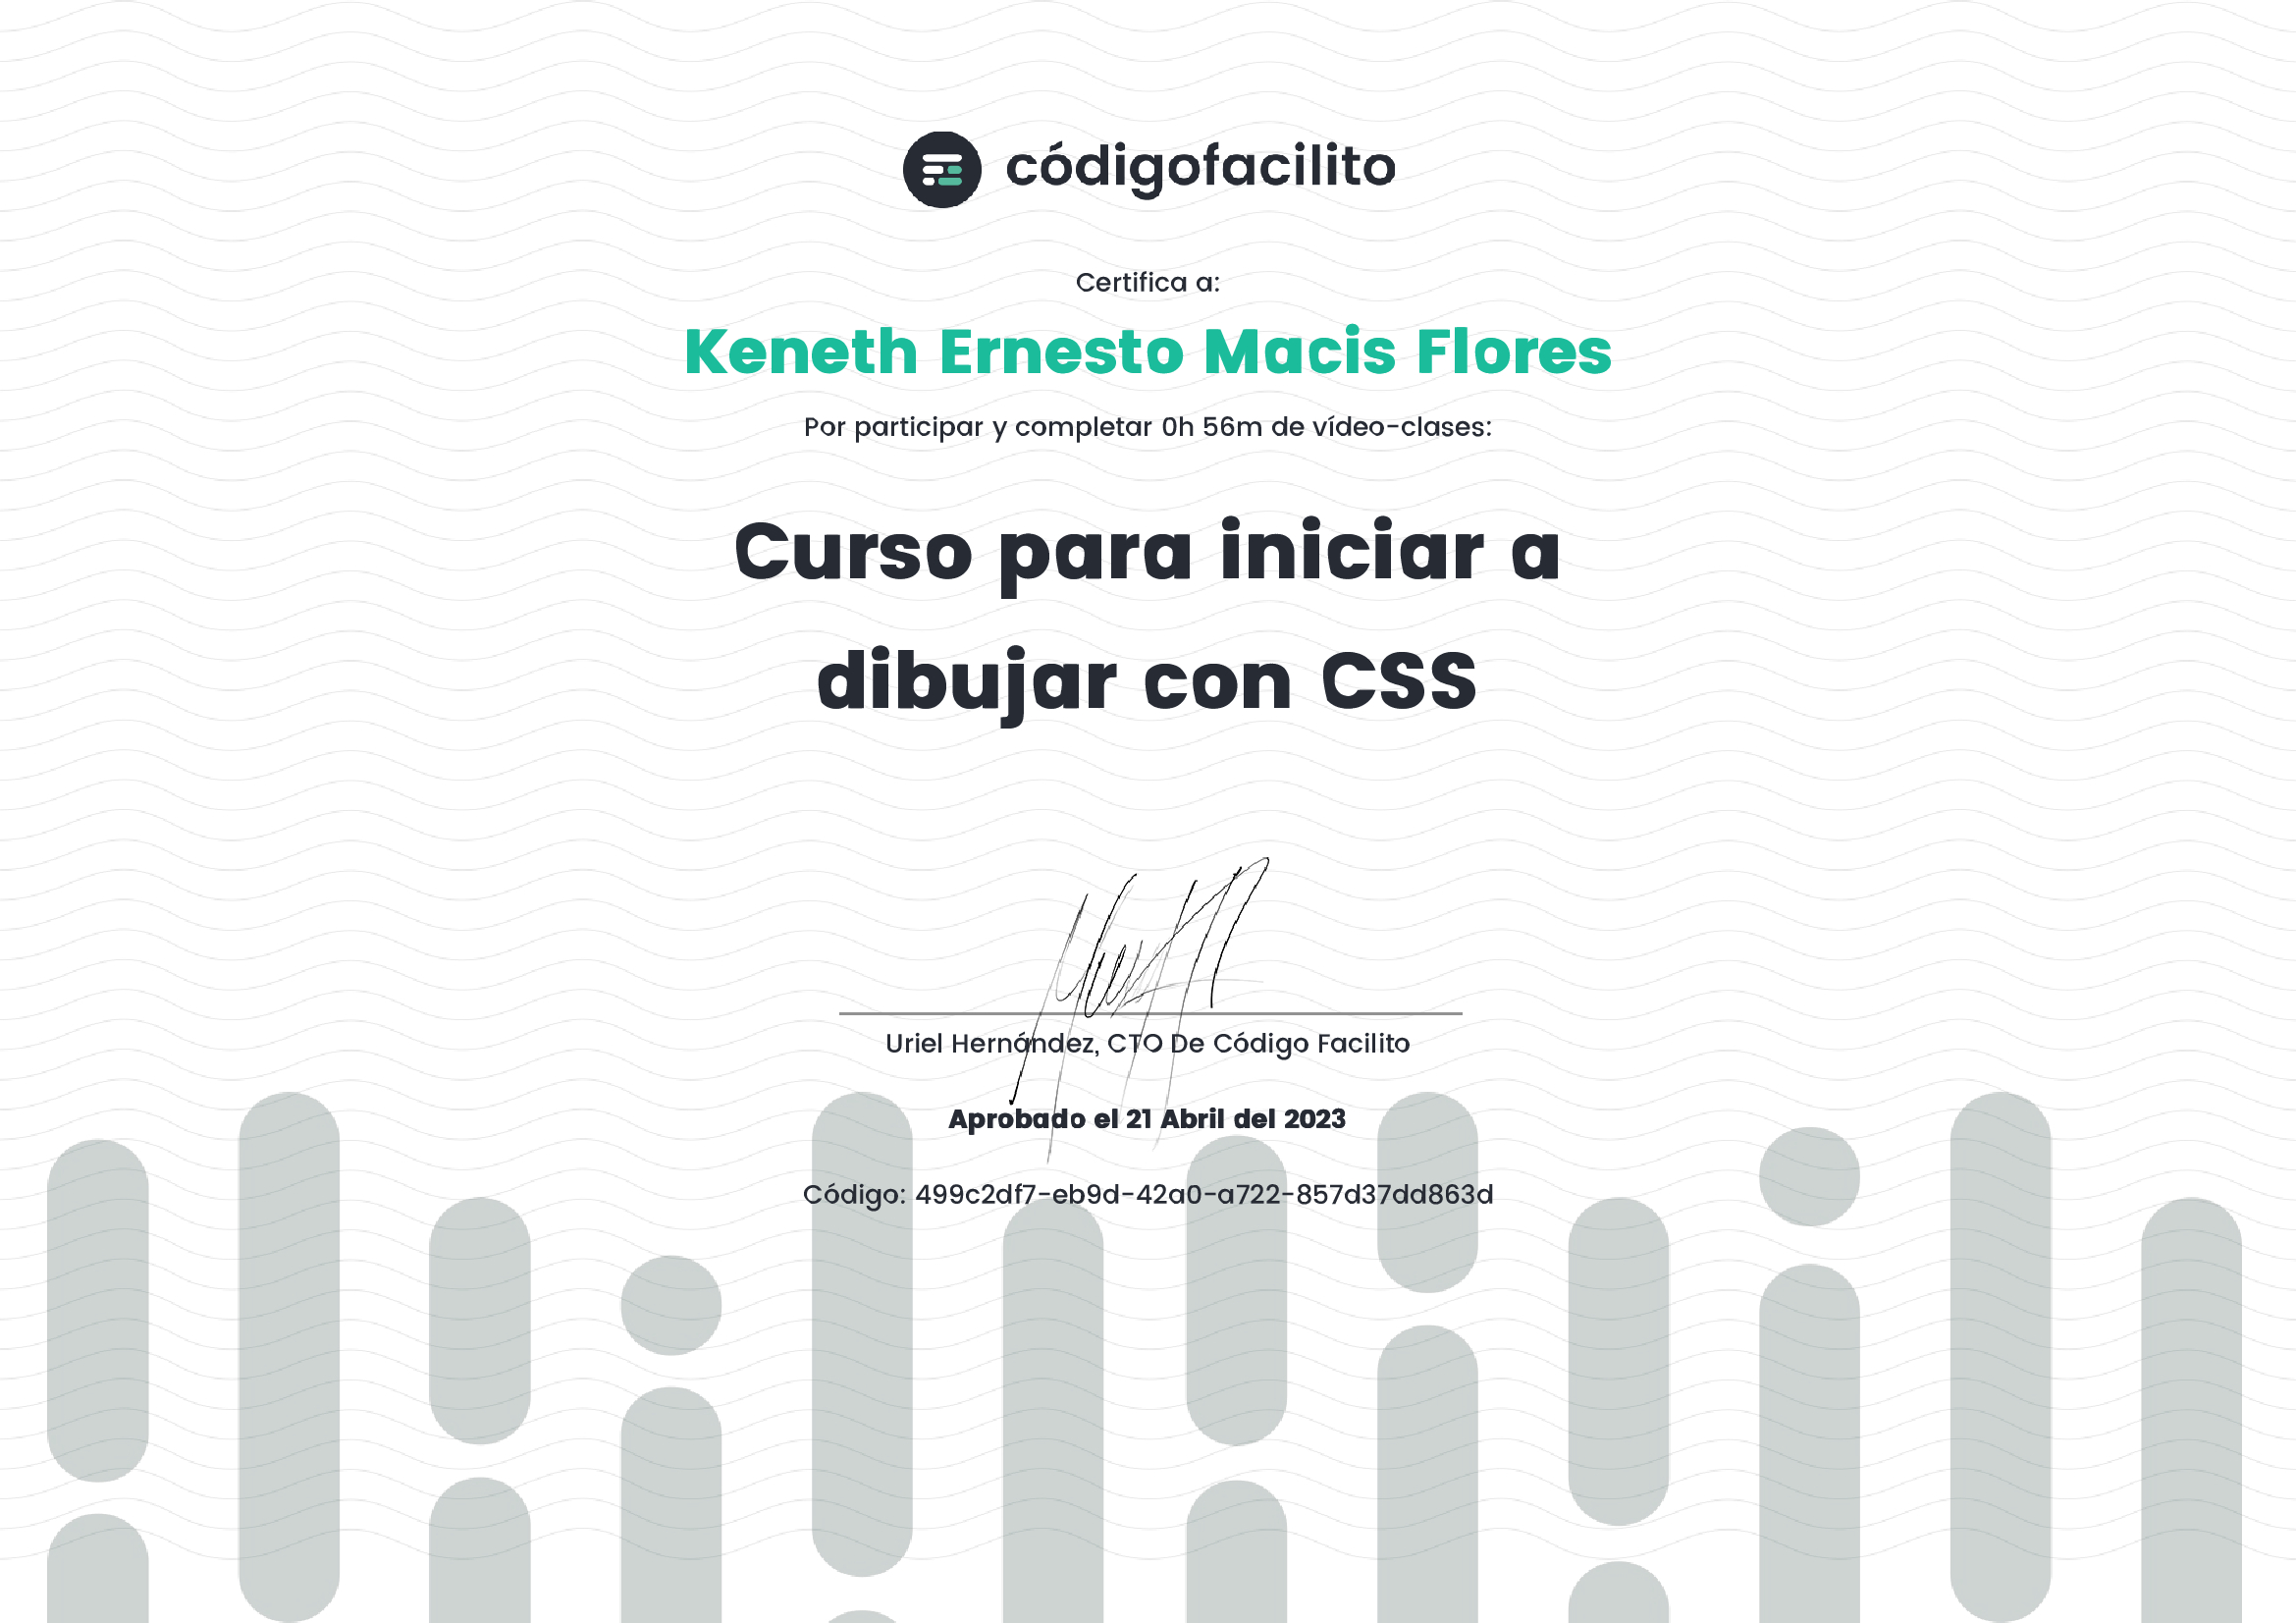 códigofacilito
Certifica a:
Keneth Ernesto Macis Flores
Por participar y completar 0h 56m de vídeo-clases:
Curso para iniciar a
dibujar con CSS
Uriel Hernández, CTO De Código Facilito
Aprobado el 21 Abril del 2023
Código: 499c2df7-eb9d-42a0-a722-857d37dd863d